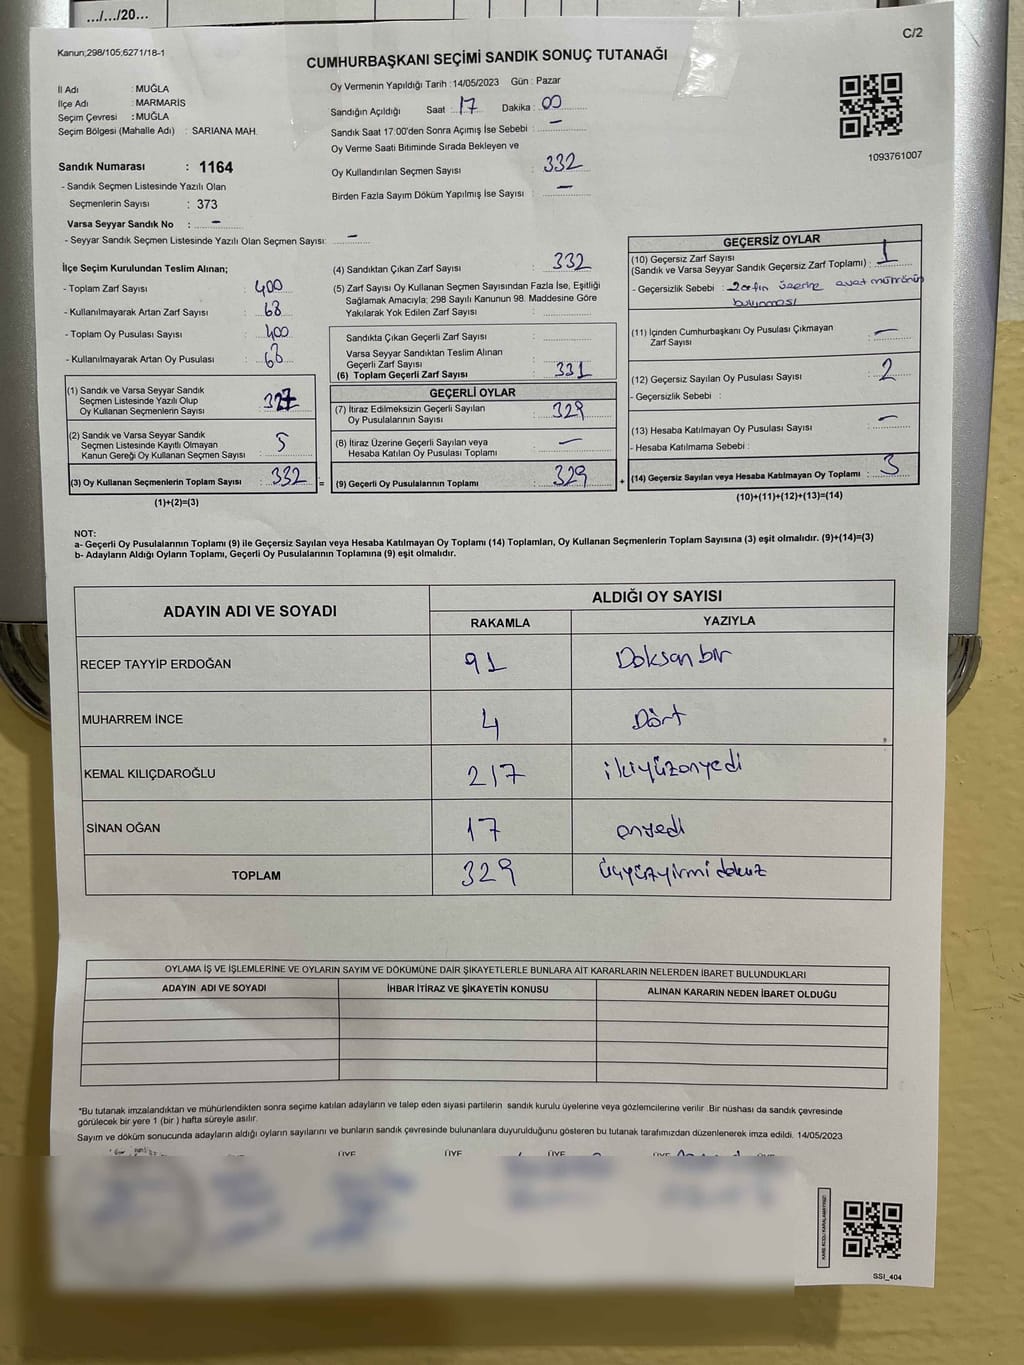 .../.../20...
C/2
Kanun;298/105;6271/18-1
CUMHURBAŞKANI SEÇİMİ SANDIK SONUÇ TUTANAĞI
İl Adı : MUĞLA
İlçe Adı : MARMARİS
Seçim Çevresi : MUĞLA
Seçim Bölgesi (Mahalle Adı) : SARIANA MAH.
Sandık Numarası : 1164
- Sandık Seçmen Listesinde Yazılı Olan
Seçmenlerin Sayısı : 373
Varsa Seyyar Sandık No : -
- Seyyar Sandık Seçmen Listesinde Yazılı Olan Seçmen Sayısı: -
Oy Vermenin Yapıldığı Tarih : 14/05/2023 Gün : Pazar
Sandığın Açıldığı Saat : 17 Dakika : 00
Sandık Saat 17:00'den Sonra Açımış İse Sebebi : -
Oy Verme Saati Bitiminde Sırada Bekleyen ve
Oy Kullandırılan Seçmen Sayısı : 332
Birden Fazla Sayım Döküm Yapılmış İse Sayısı : -
1093761007
İlçe Seçim Kurulundan Teslim Alınan;
- Toplam Zarf Sayısı : 400
- Kullanılmayarak Artan Zarf Sayısı : 68
- Toplam Oy Pusulası Sayısı : 400
- Kullanılmayarak Artan Oy Pusulası : 68
(1) Sandık ve Varsa Seyyar Sandık
Seçmen Listesinde Yazılı Olup
Oy Kullanan Seçmenlerin Sayısı : 327
(2) Sandık ve Varsa Seyyar Sandık
Seçmen Listesinde Kayıtlı Olmayan
Kanun Gereği Oy Kullanan Seçmen Sayısı : 5
(3) Oy Kullanan Seçmenlerin Toplam Sayısı : 332 =
(1)+(2)=(3)
(4) Sandıktan Çıkan Zarf Sayısı : 332
(5) Zarf Sayısı Oy Kullanan Seçmen Sayısından Fazla İse, Eşitliği
Sağlamak Amacıyla; 298 Sayılı Kanunun 98. Maddesine Göre
Yakılarak Yok Edilen Zarf Sayısı :
Sandıkta Çıkan Geçerli Zarf Sayısı :
Varsa Seyyar Sandıktan Teslim Alınan
Geçerli Zarf Sayısı :
(6) Toplam Geçerli Zarf Sayısı : 331
GEÇERLİ OYLAR
(7) İtiraz Edilmeksizin Geçerli Sayılan
Oy Pusulalarının Sayısı : 329
(8) İtiraz Üzerine Geçerli Sayılan veya
Hesaba Katılan Oy Pusulası Toplamı : -
(9) Geçerli Oy Pusulalarının Toplamı : 329 +
GEÇERSİZ OYLAR
(10) Geçersiz Zarf Sayısı
(Sandık ve Varsa Seyyar Sandık Geçersiz Zarf Toplamı) : 1
- Geçersizlik Sebebi : Zarfın üzerine evet mührünün
bulunması
(11) İçinden Cumhurbaşkanı Oy Pusulası Çıkmayan
Zarf Sayısı : -
(12) Geçersiz Sayılan Oy Pusulası Sayısı : 2
- Geçersizlik Sebebi :
(13) Hesaba Katılmayan Oy Pusulası Sayısı : -
- Hesaba Katılmama Sebebi :
(14) Geçersiz Sayılan veya Hesaba Katılmayan Oy Toplamı : 3
(10)+(11)+(12)+(13)=(14)
NOT:
a- Geçerli Oy Pusulalarının Toplamı (9) ile Geçersiz Sayılan veya Hesaba Katılmayan Oy Toplamı (14) Toplamları, Oy Kullanan Seçmenlerin Toplam Sayısına (3) eşit olmalıdır. (9)+(14)=(3)
b- Adayların Aldığı Oyların Toplamı, Geçerli Oy Pusulalarının Toplamına (9) eşit olmalıdır.
ADAYIN ADI VE SOYADI ALDIĞI OY SAYISI
RAKAMLA YAZIYLA
RECEP TAYYİP ERDOĞAN 91 Doksan bir
MUHARREM İNCE 4 Dört
KEMAL KILIÇDAROĞLU 217 ikiyüzonyedi
SİNAN OĞAN 17 onyedi
TOPLAM 329 üçyüzyirmi dokuz
OYLAMA İŞ VE İŞLEMLERİNE VE OYLARIN SAYIM VE DÖKÜMÜNE DAİR ŞİKAYETLERLE BUNLARA AİT KARARLARIN NELERDEN İBARET BULUNDUKLARI
ADAYIN ADI VE SOYADI İHBAR İTİRAZ VE ŞİKAYETİN KONUSU ALINAN KARARIN NEDEN İBARET OLDUĞU
*Bu tutanak imzalandıktan ve mühürlendikten sonra seçime katılan adayların ve talep eden siyasi partilerin sandık kurulu üyelerine veya gözlemcilerine verilir .Bir nüshası da sandık çevresinde
görülecek bir yere 1 (bir ) hafta süreyle asılır.
Sayım ve döküm sonucunda adayların aldığı oyların sayılarını ve bunların sandık çevresinde bulunanlara duyurulduğunu gösteren bu tutanak tarafımızdan düzenlenerek imza edildi. 14/05/2023
ÜYE ÜYE ÜYE ÜYE ÜYE
SSI_404